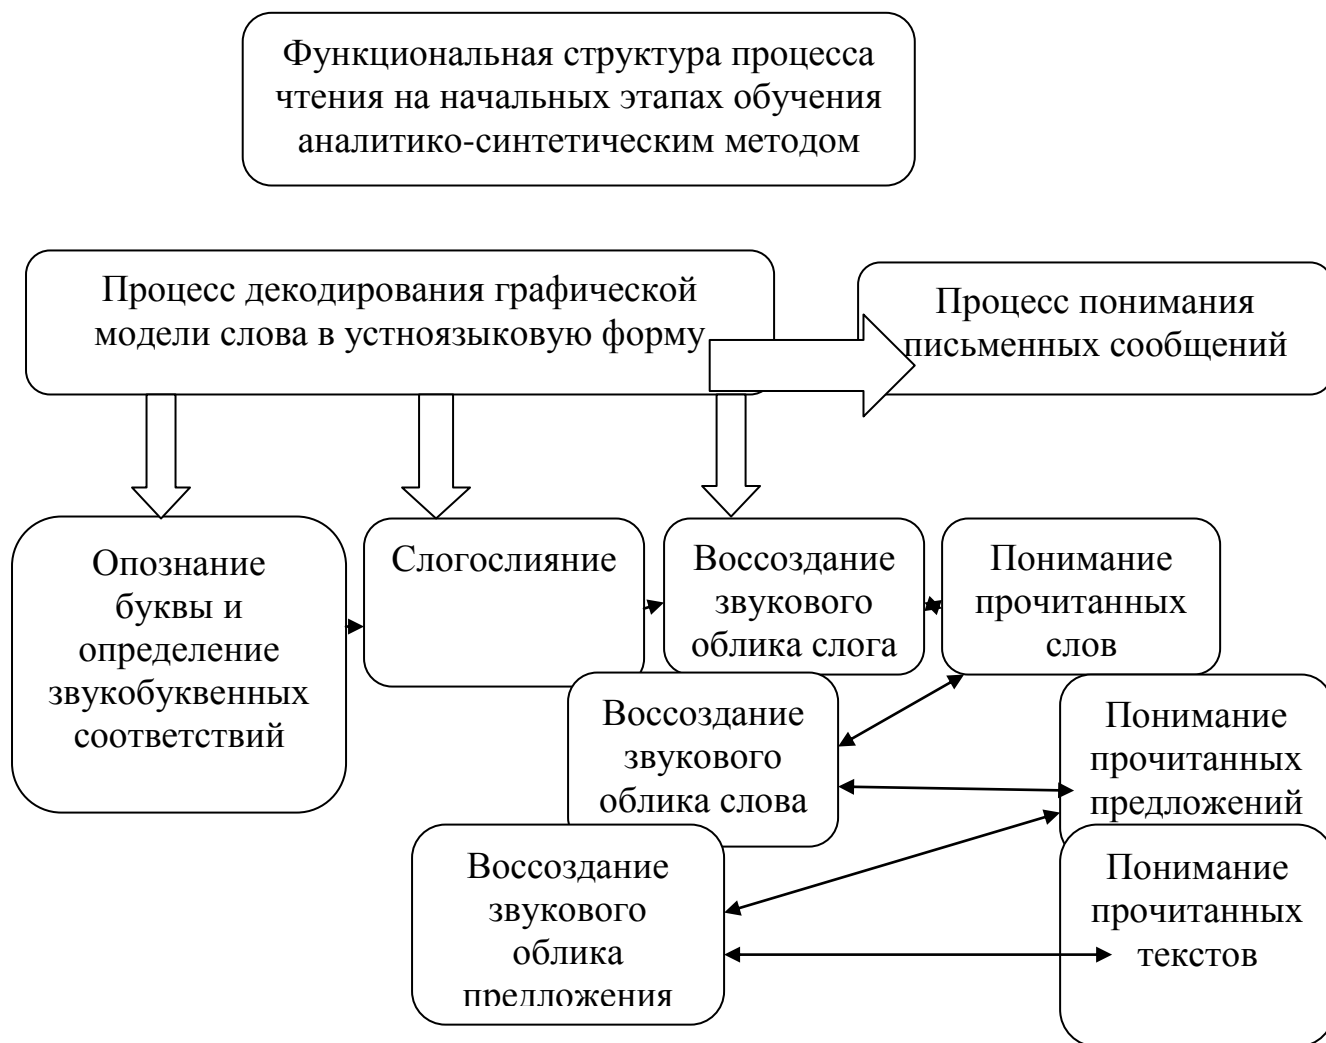 Функциональная структура процесса
чтения на начальных этапах обучения
аналитико-синтетическим методом
Процесс декодирования графической
модели слова в устноязыковую форму
Процесс понимания
письменных сообщений
Опознание
буквы и
определение
звукобуквенных
соответствий
Слогослияние
Воссоздание
звукового
облика слога
Понимание
прочитанных
слов
Воссоздание
звукового
облика слова
Понимание
прочитанных
предложений
Воссоздание
звукового
облика
предложения
Понимание
прочитанных
текстов